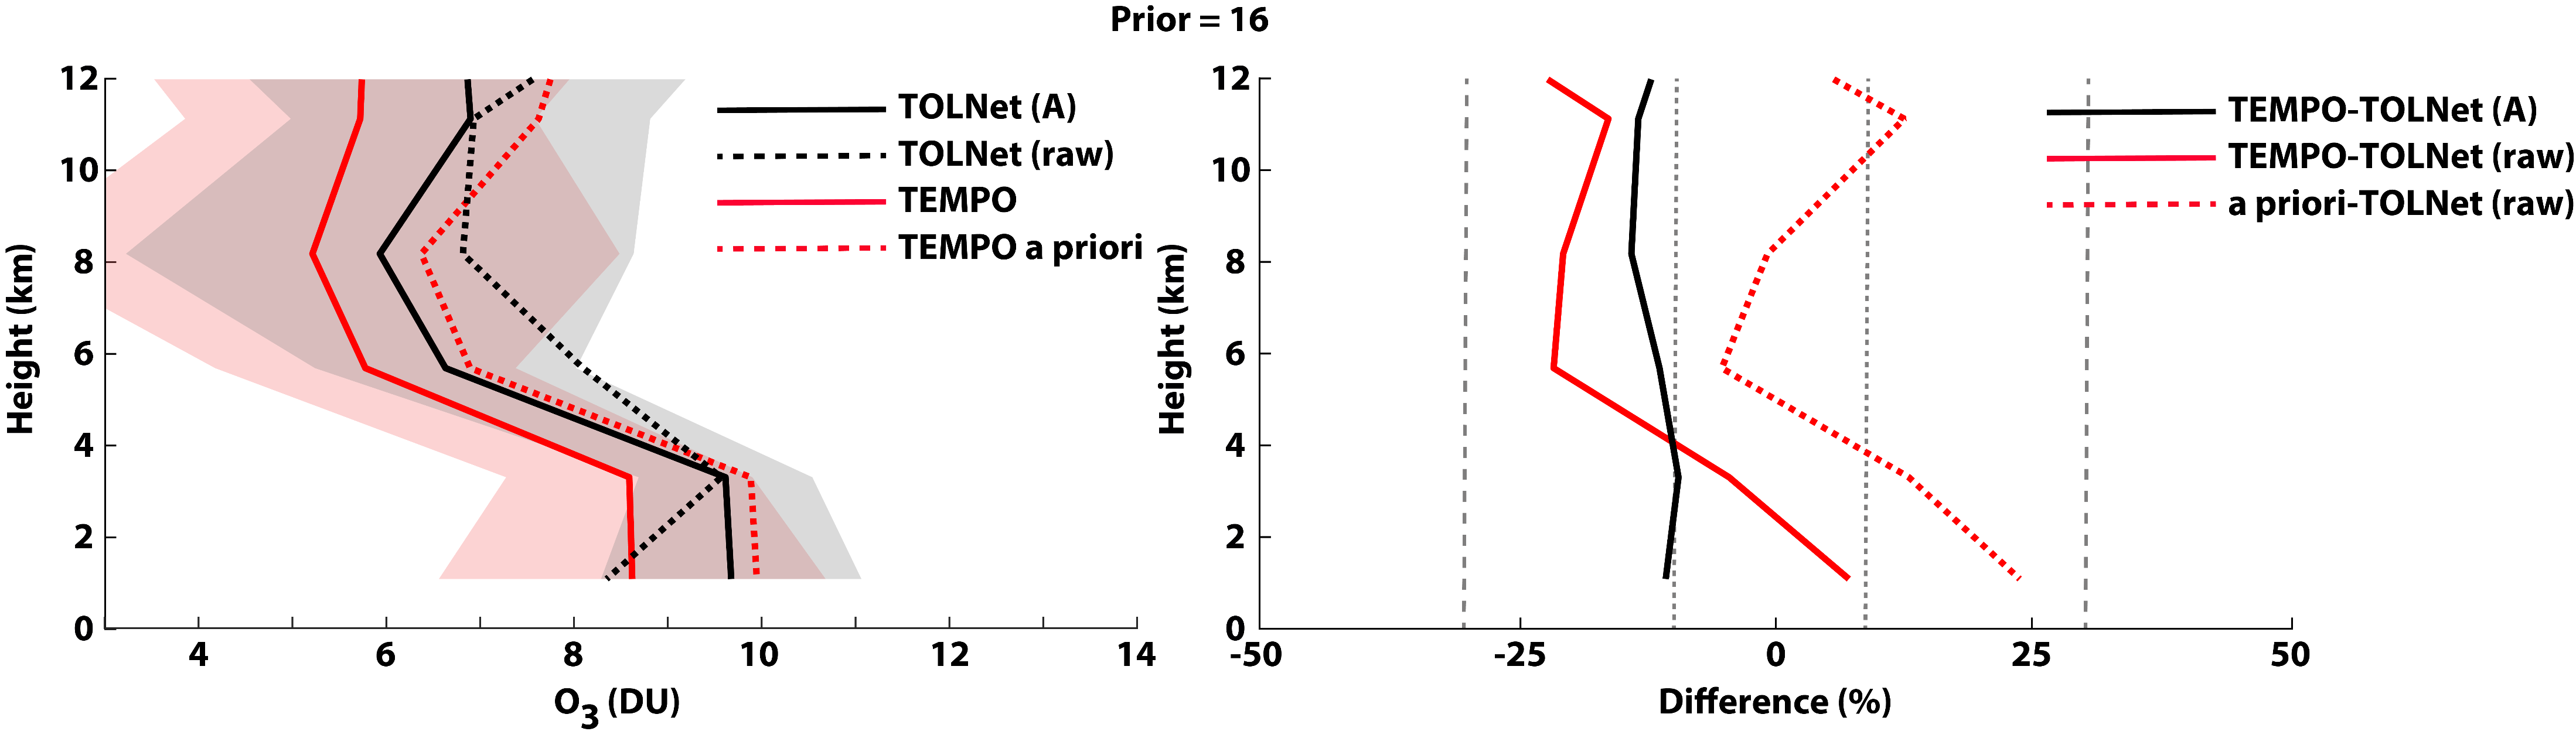 Prior = 16
12
10
8
6
4
2
0
Height (km)
4
6
8
10
12
14
O3 (DU)
TOLNet (A)
TOLNet (raw)
TEMPO
TEMPO a priori
12
10
8
6
4
2
0
Height (km)
-50
-25
0
25
50
Difference (%)
TEMPO-TOLNet (A)
TEMPO-TOLNet (raw)
a priori-TOLNet (raw)